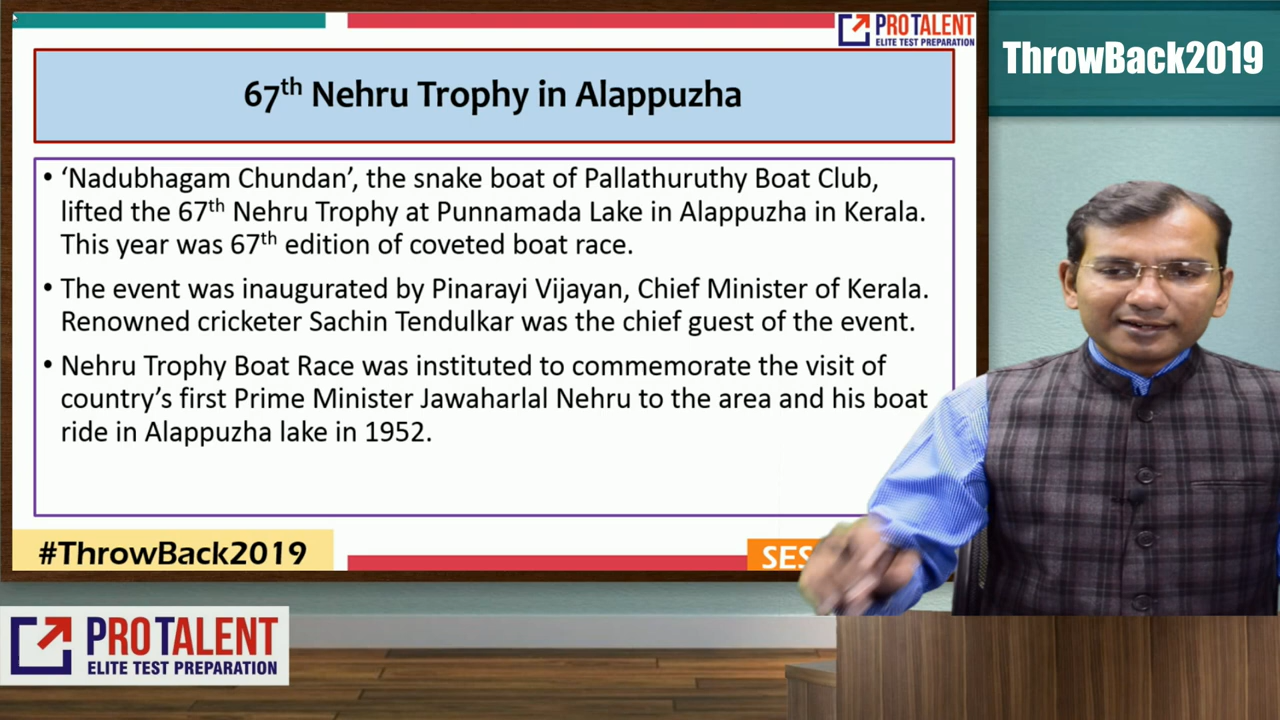 PROTALENT
ELITE TEST PREPARATION
ThrowBack2019
67th Nehru Trophy in Alappuzha
• ‘Nadubhagam Chundan’, the snake boat of Pallathuruthy Boat Club,
lifted the 67th Nehru Trophy at Punnamada Lake in Alappuzha in Kerala.
This year was 67th edition of coveted boat race.
• The event was inaugurated by Pinarayi Vijayan, Chief Minister of Kerala.
Renowned cricketer Sachin Tendulkar was the chief guest of the event.
• Nehru Trophy Boat Race was instituted to commemorate the visit of
country’s first Prime Minister Jawaharlal Nehru to the area and his boat
ride in Alappuzha lake in 1952.
#ThrowBack2019
PROTALENT
ELITE TEST PREPARATION